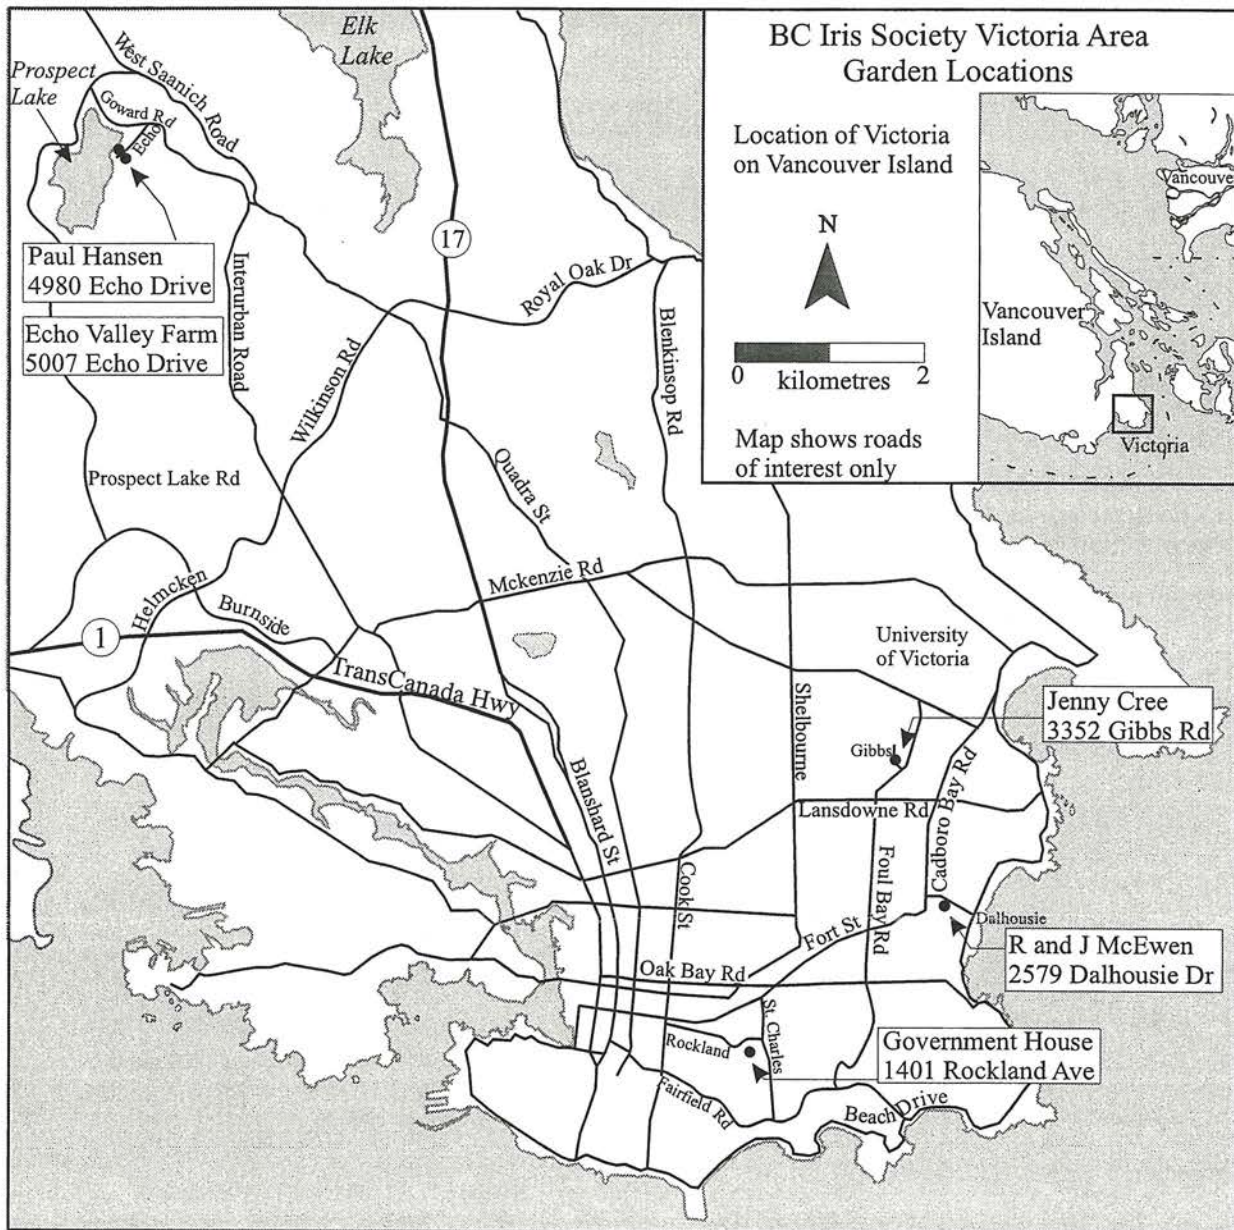 BC Iris Society Victoria Area
Garden Locations
Location of Victoria
on Vancouver Island
N
0
2
kilometres
Map shows roads
of interest only
Vancouver
Vancouver
Island
Victoria
Elk
Lake
Prospect
Lake
West Saanich Road
Goward Rd
Echo
17
Paul Hansen
4980 Echo Drive
Echo Valley Farm
5007 Echo Drive
Interurban Road
Royal Oak Dr
Blenkinsop Rd
Wilkinson Rd
Prospect Lake Rd
Quadra St
Mckenzie Rd
Helmcken
Burnside
1
TransCanada Hwy
University
of Victoria
Shelbourne
Jenny Cree
3352 Gibbs Rd
Gibbs
Cadboro Bay Rd
Lansdowne Rd
Blanshard St
Cook St
Foul Bay Rd
Fort St
Dalhousie
R and J McEwen
2579 Dalhousie Dr
Oak Bay Rd
St. Charles
Rockland
Government House
1401 Rockland Ave
Fairfield Rd
Beach Drive